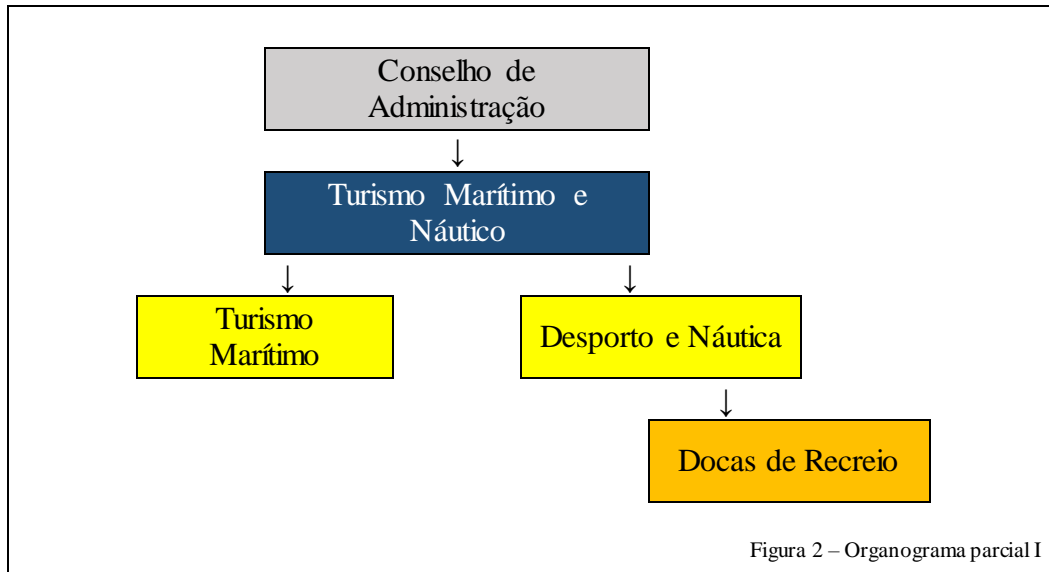 Conselho de
Administração
↓
Turismo Marítimo e
Náutico
↓ ↓
Turismo
Marítimo
Desporto e Náutica
↓
Docas de Recreio
Figura 2 – Organograma parcial I